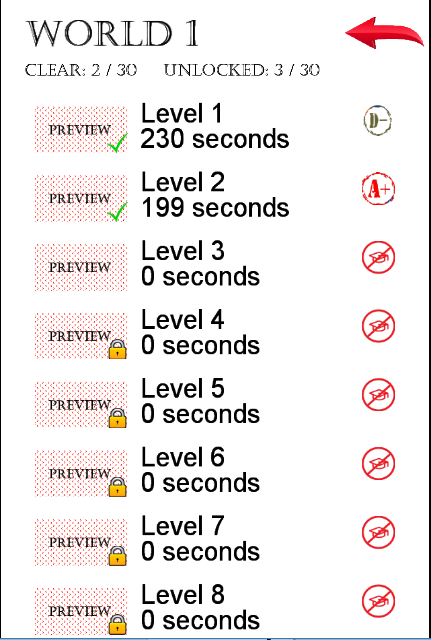 WORLD 1
CLEAR: 2 / 30 UNLOCKED: 3 / 30
PREVIEW
Level 1
230 seconds
D-
PREVIEW
Level 2
199 seconds
A+
PREVIEW
Level 3
0 seconds
PREVIEW
Level 4
0 seconds
PREVIEW
Level 5
0 seconds
PREVIEW
Level 6
0 seconds
PREVIEW
Level 7
0 seconds
PREVIEW
Level 8
0 seconds